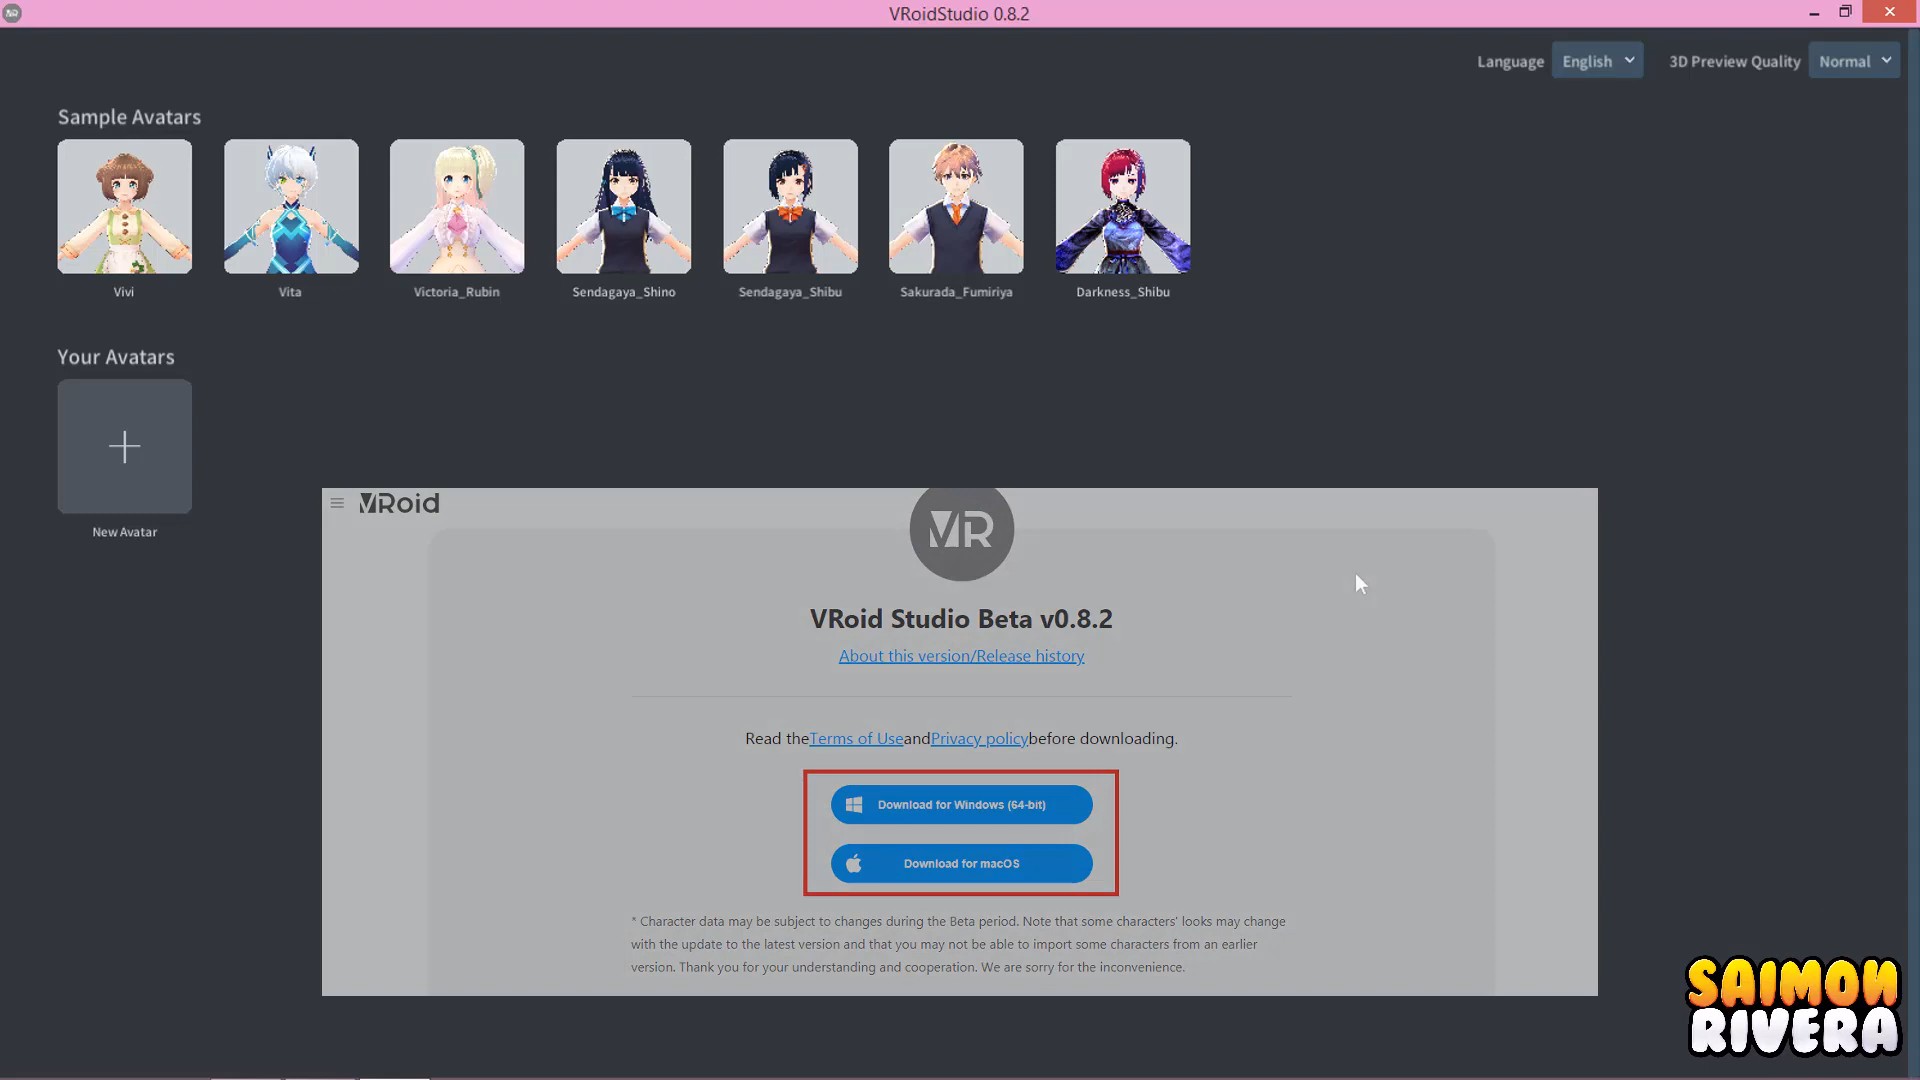 VRoidStudio 0.8.2
Language English 3D Preview Quality Normal
Sample Avatars
Vivi
Vita
Victoria_Rubin
Sendagaya_Shino
Sendagaya_Shibu
Sakurada_Fumiriya
Darkness_Shibu
Your Avatars
New Avatar
VRoid
VR
VRoid Studio Beta v0.8.2
About this version/Release history
Read theTerms of UseandPrivacy policybefore downloading.
Download for Windows (64-bit)
Download for macOS
* Character data may be subject to changes during the Beta period. Note that some characters' looks may change
with the update to the latest version and that you may not be able to import some characters from an earlier
version. Thank you for your understanding and cooperation. We are sorry for the inconvenience.
SAIMON
RIVERA